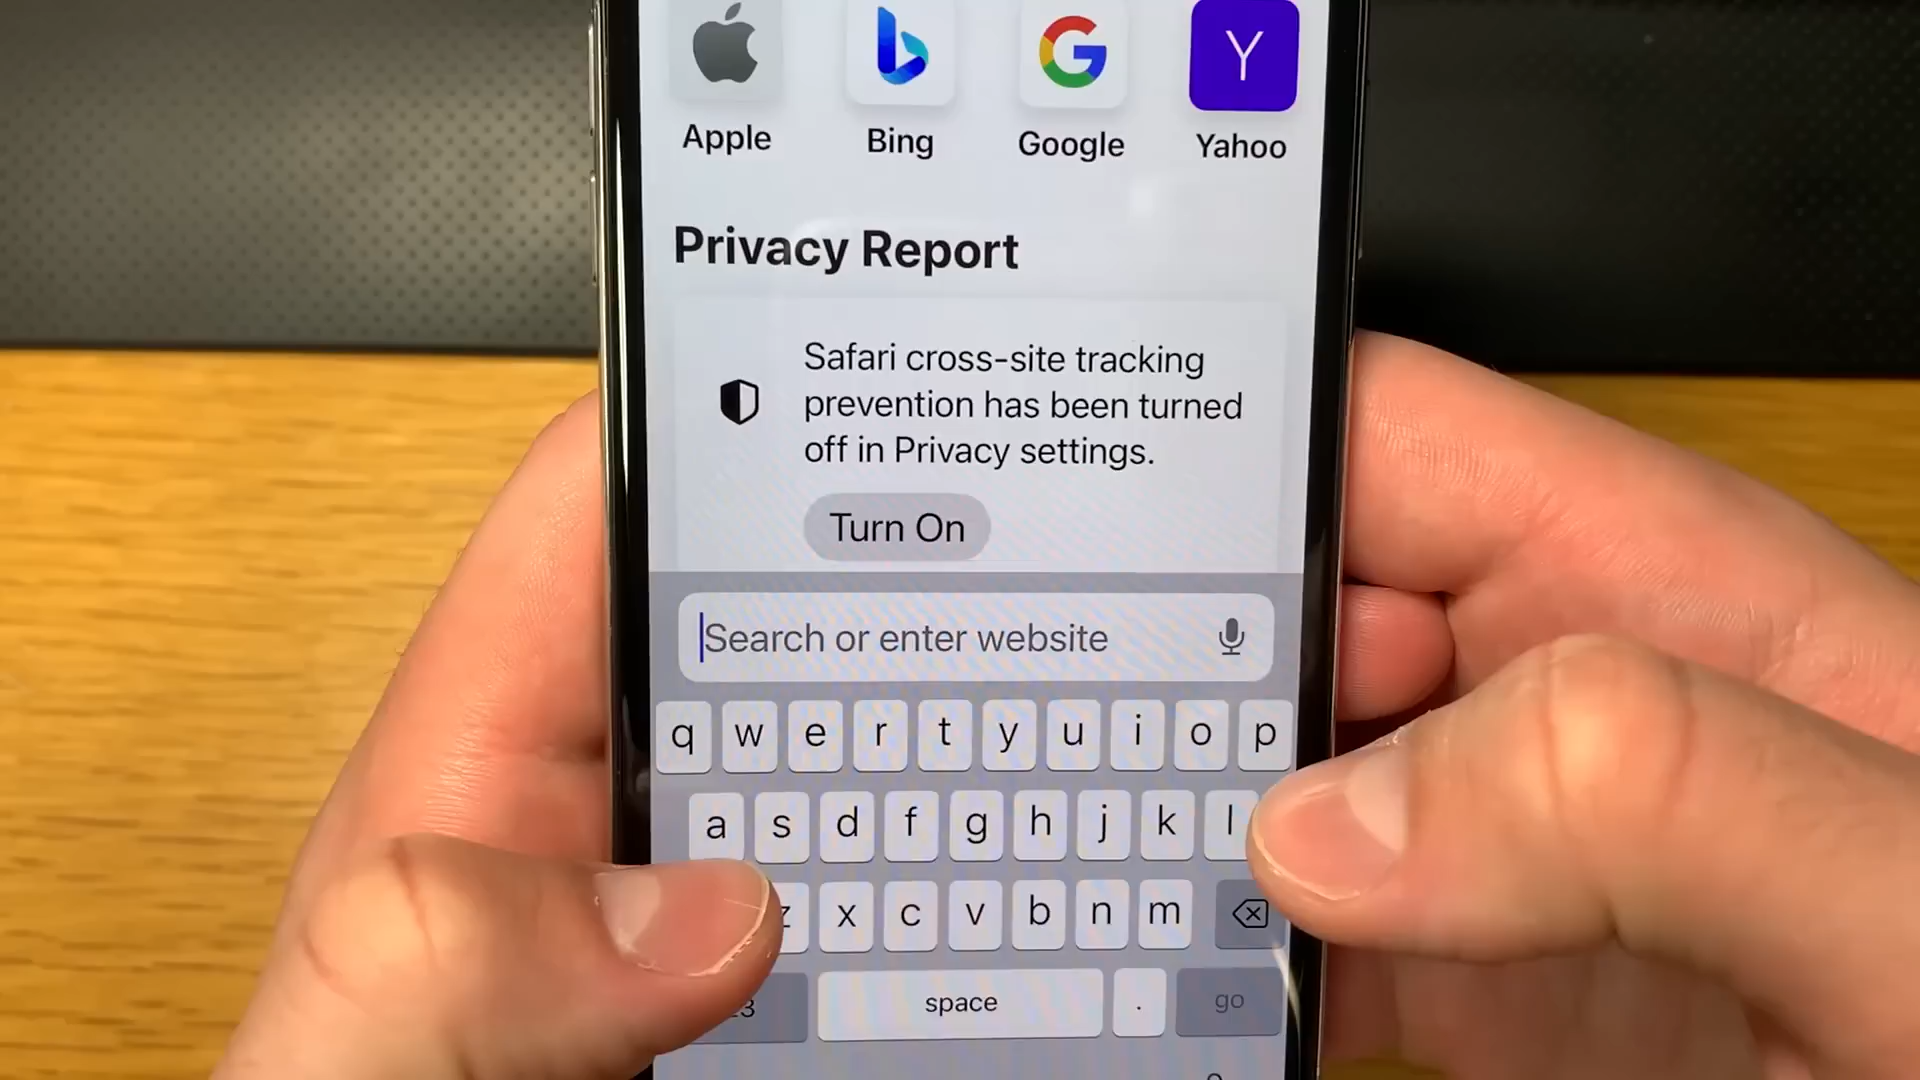 Y
Apple Bing Google Yahoo
Privacy Report
Safari cross-site tracking
prevention has been turned
off in Privacy settings.
Turn On
Search or enter website
q w e r t y u i o p
a s d f g h j k l
z x c v b n m
space . go